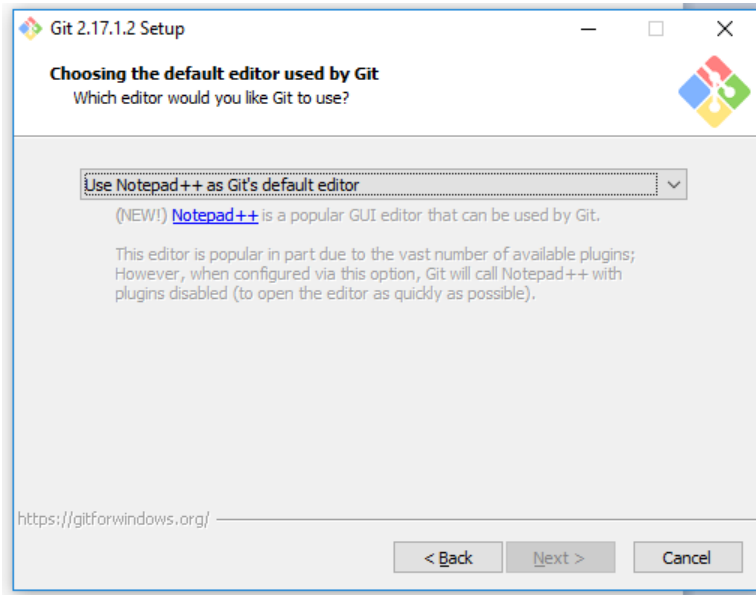 Git 2.17.1.2 Setup
Choosing the default editor used by Git
Which editor would you like Git to use?
Use Notepad++ as Git's default editor
(NEW!) Notepad++ is a popular GUI editor that can be used by Git.
This editor is popular in part due to the vast number of available plugins;
However, when configured via this option, Git will call Notepad++ with
plugins disabled (to open the editor as quickly as possible).
https://gitforwindows.org/
< Back Next > Cancel